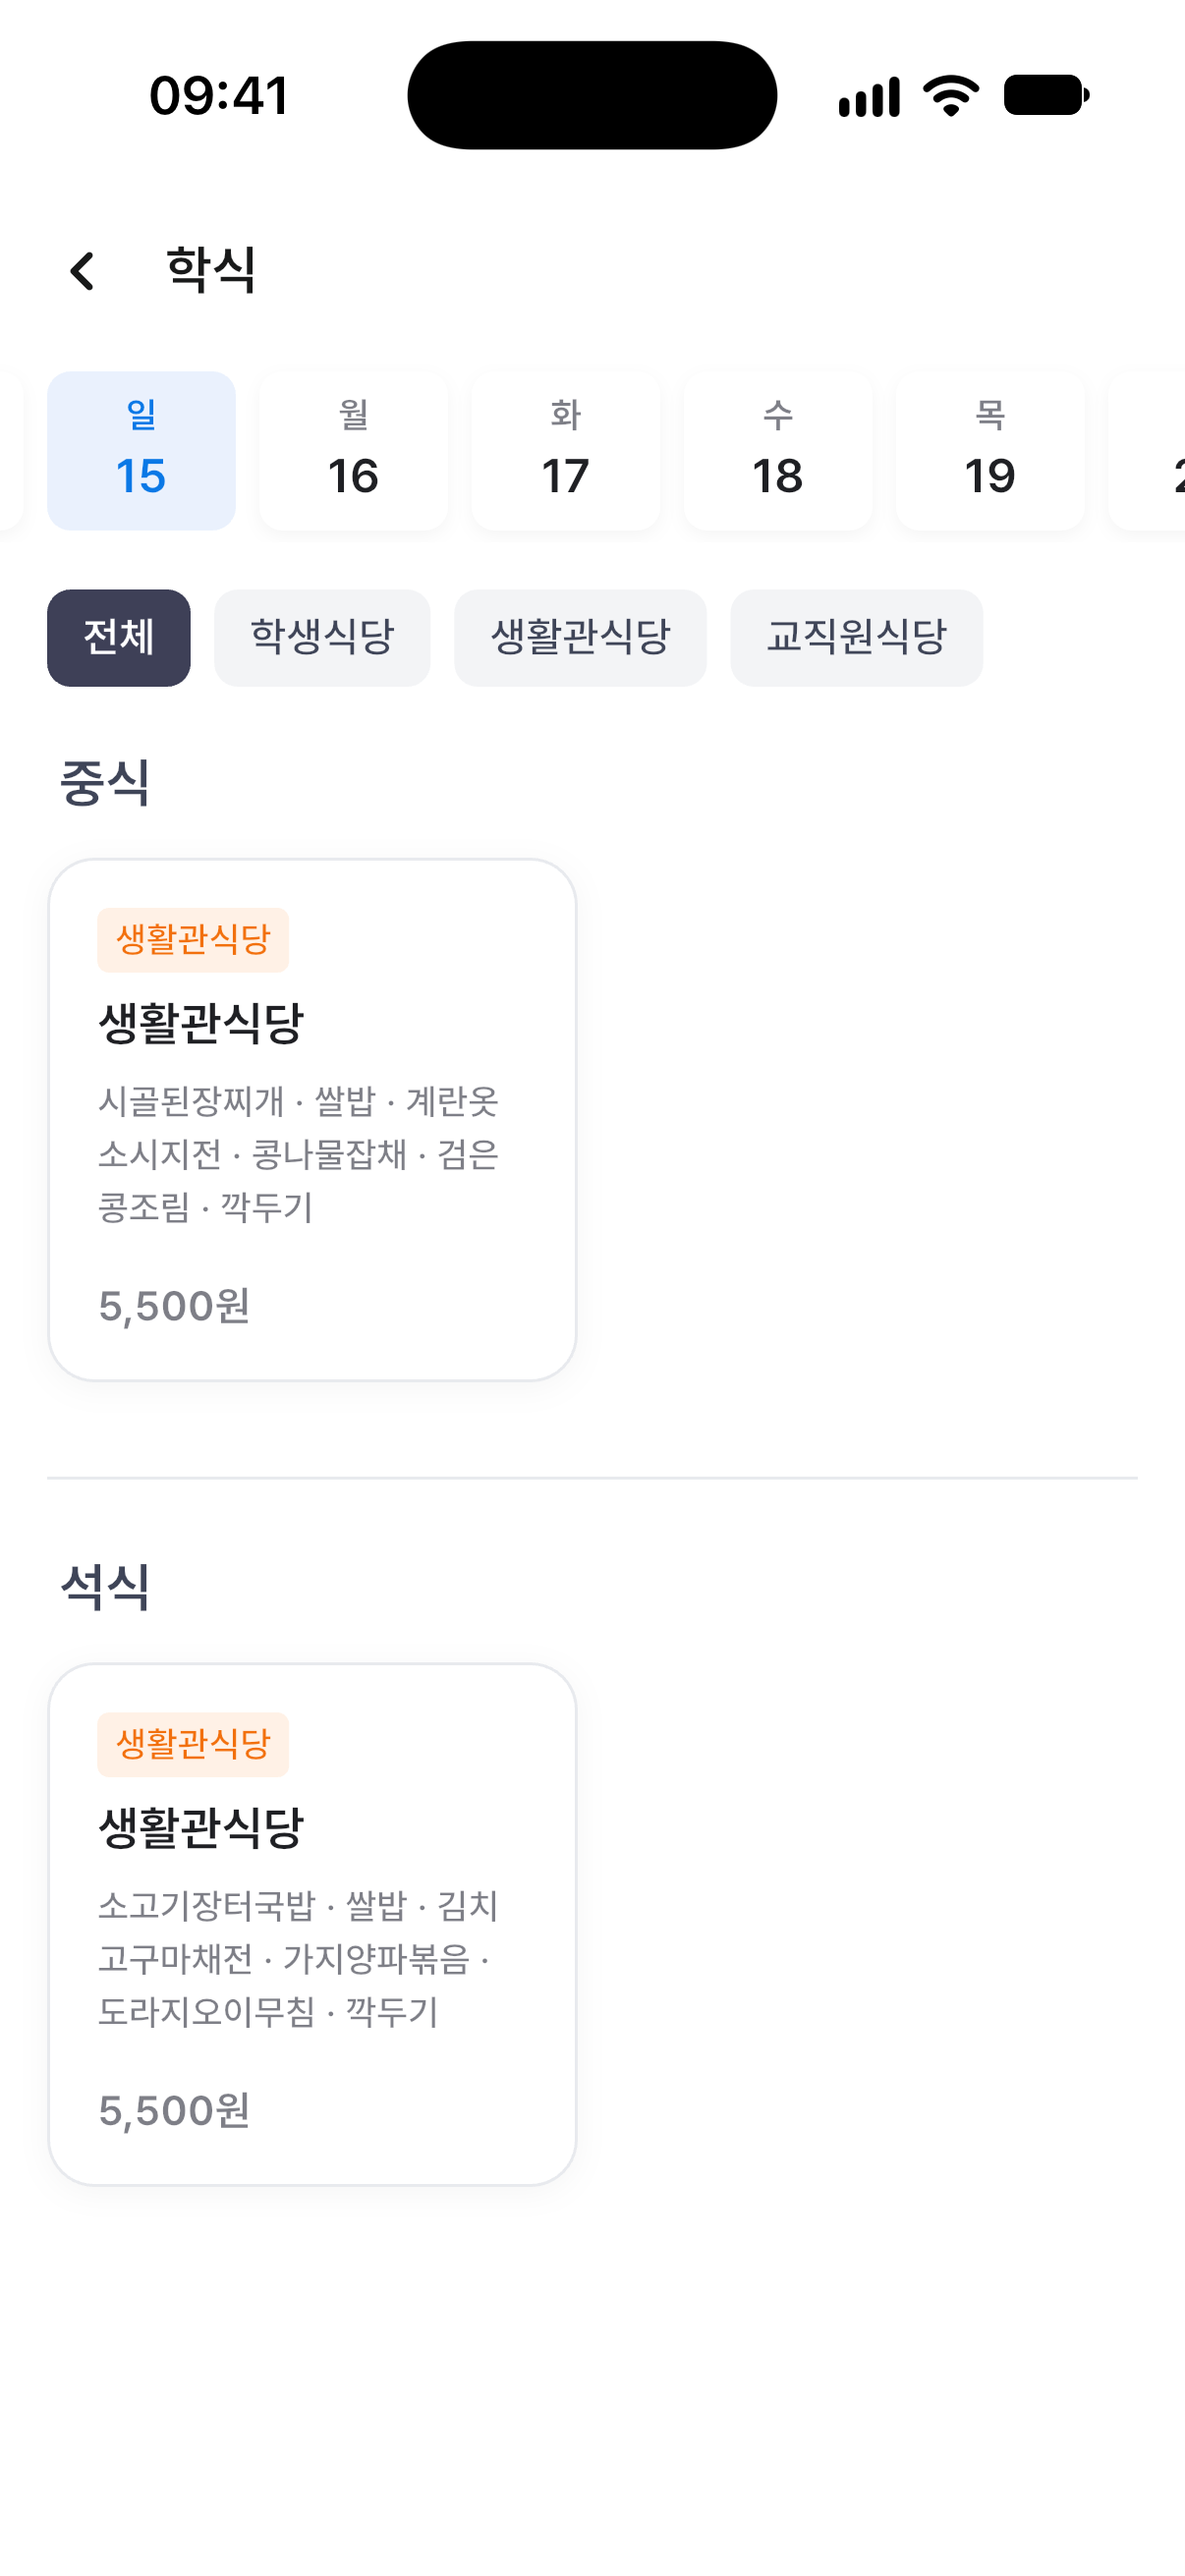 09:41
학식
일
15
월
16
화
17
수
18
목
19
전체
학생식당
생활관식당
교직원식당
중식
생활관식당
생활관식당
시골된장찌개 · 쌀밥 · 계란옷
소시지전 · 콩나물잡채 · 검은
콩조림 · 깍두기
5,500원
석식
생활관식당
생활관식당
소고기장터국밥 · 쌀밥 · 김치
고구마채전 · 가지양파볶음 ·
도라지오이무침 · 깍두기
5,500원